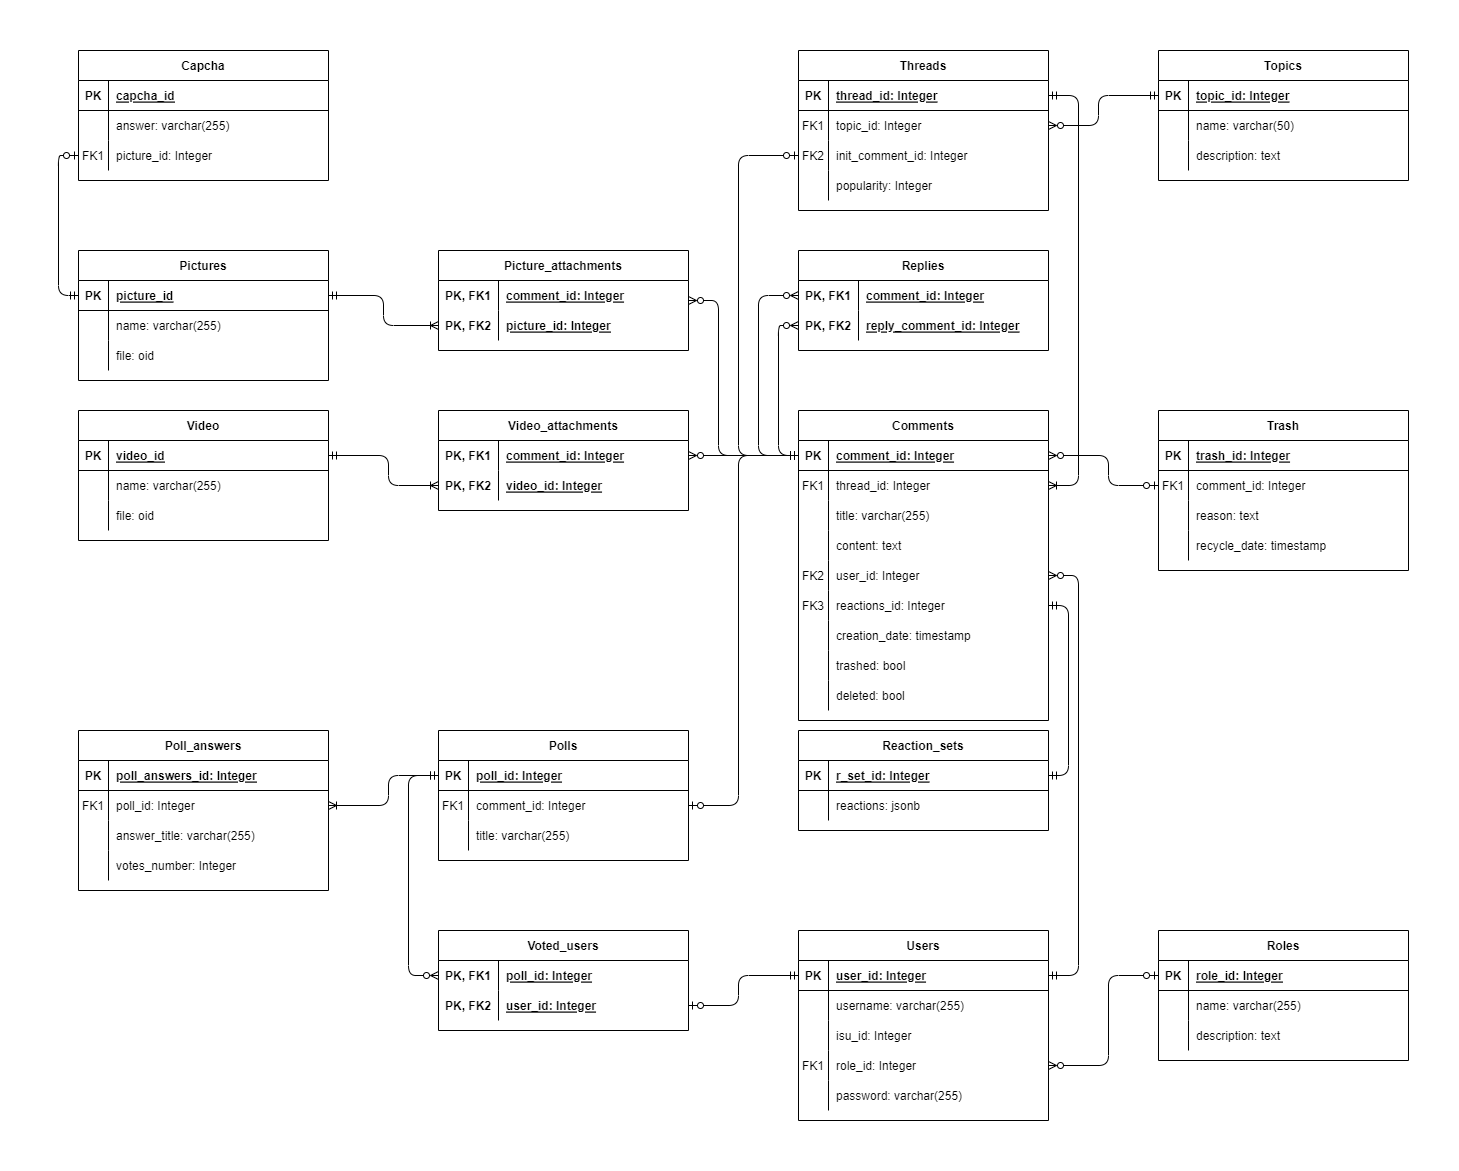 Capcha
PK capcha_id
answer: varchar(255)
FK1 picture_id: Integer
Threads
PK thread_id: Integer
FK1 topic_id: Integer
FK2 init_comment_id: Integer
popularity: Integer
Topics
PK topic_id: Integer
name: varchar(50)
description: text
Pictures
PK picture_id
name: varchar(255)
file: oid
Picture_attachments
PK, FK1 comment_id: Integer
PK, FK2 picture_id: Integer
Replies
PK, FK1 comment_id: Integer
PK, FK2 reply_comment_id: Integer
Video
PK video_id
name: varchar(255)
file: oid
Video_attachments
PK, FK1 comment_id: Integer
PK, FK2 video_id: Integer
Comments
PK comment_id: Integer
FK1 thread_id: Integer
title: varchar(255)
content: text
FK2 user_id: Integer
FK3 reactions_id: Integer
creation_date: timestamp
trashed: bool
deleted: bool
Trash
PK trash_id: Integer
FK1 comment_id: Integer
reason: text
recycle_date: timestamp
Poll_answers
PK poll_answers_id: Integer
FK1 poll_id: Integer
answer_title: varchar(255)
votes_number: Integer
Polls
PK poll_id: Integer
FK1 comment_id: Integer
title: varchar(255)
Reaction_sets
PK r_set_id: Integer
reactions: jsonb
Voted_users
PK, FK1 poll_id: Integer
PK, FK2 user_id: Integer
Users
PK user_id: Integer
username: varchar(255)
isu_id: Integer
FK1 role_id: Integer
password: varchar(255)
Roles
PK role_id: Integer
name: varchar(255)
description: text